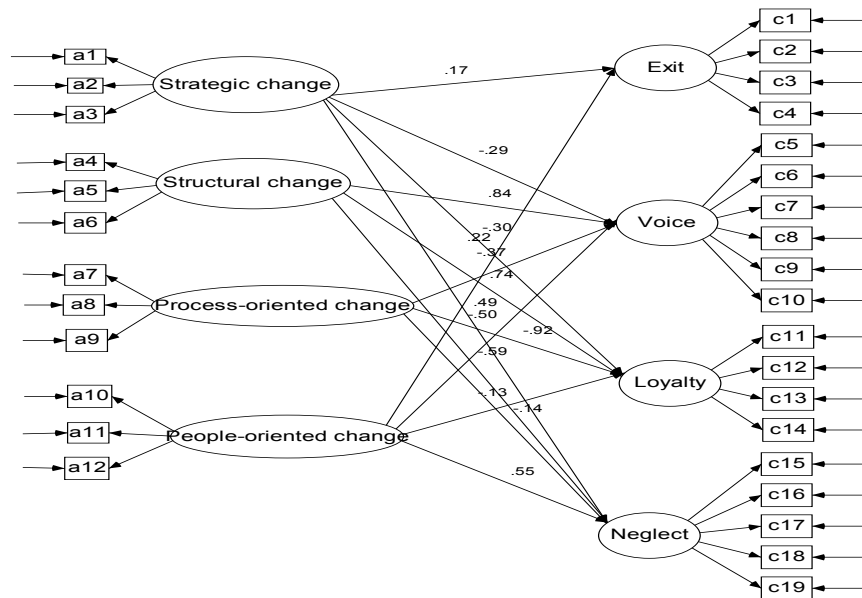 a1
a2
a3
Strategic change
a4
a5
a6
Structural change
a7
a8
a9
Process-oriented change
a10
a11
a12
People-oriented change
.17
-.29
.84
-.30
.22
-.37
.74
.49
-.50
-.92
-.59
-.13
-.14
.55
Exit
c1
c2
c3
c4
Voice
c5
c6
c7
c8
c9
c10
Loyalty
c11
c12
c13
c14
Neglect
c15
c16
c17
c18
c19